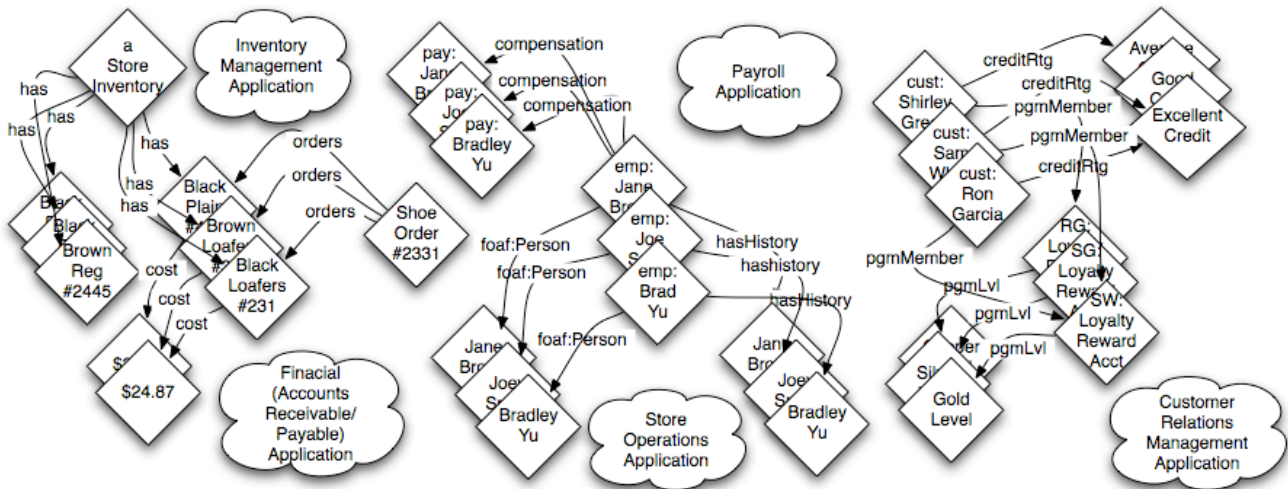 a
Store
Inventory
Inventory
Management
Application
has
has
has
has
has
has
Brown
Reg
#2445
Black
Plain
Brown
Loafers
Black
Loafers
#231
orders
orders
orders
Shoe
Order
#2331
cost
cost
cost
$24.87
Finacial
(Accounts
Receivable/
Payable)
Application
pay:
pay:
pay:
Bradley
Yu
compensation
compensation
compensation
Payroll
Application
emp:
Jane
emp:
Joe
emp:
Brad
Yu
foaf:Person
foaf:Person
foaf:Person
hasHistory
hashistory
hasHistory
Bradley
Yu
Store
Operations
Application
Bradley
Yu
cust:
Shirley
cust:
Sam
cust:
Ron
Garcia
creditRtg
creditRtg
pgmMember
pgmMember
creditRtg
Good
Excellent
Credit
RG:
SG:
Loyalty
SW:
Loyalty
Reward
Acct
pgmMember
pgmLvl
pgmLvl
pgmLvl
Gold
Level
Customer
Relations
Management
Application